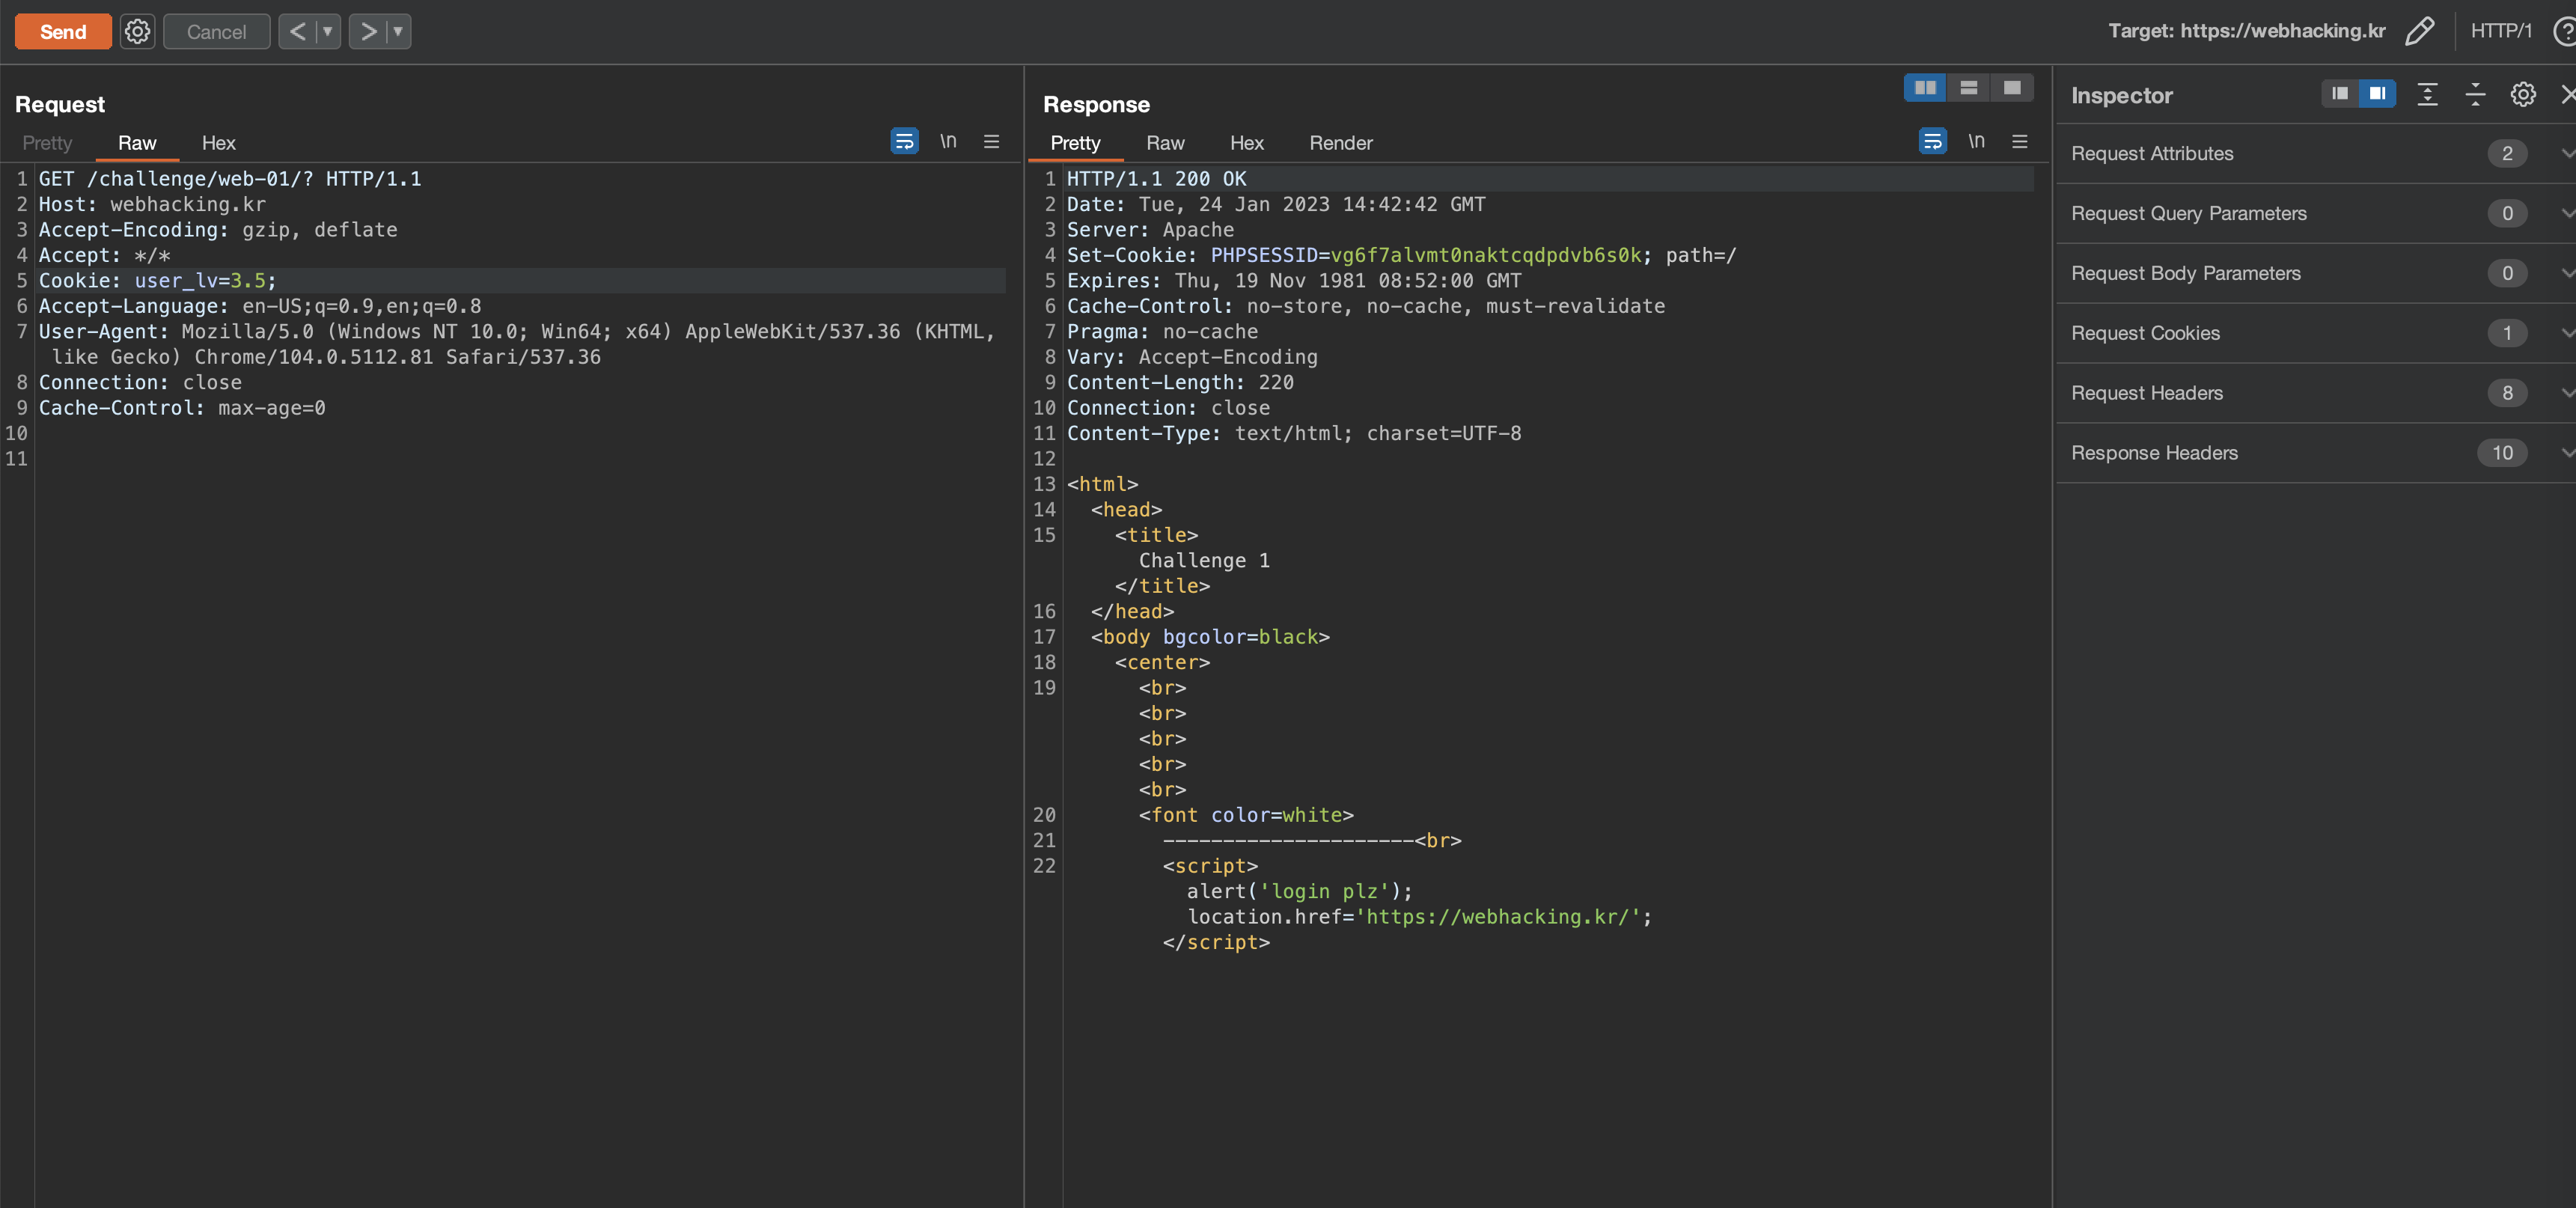 Send
Cancel
Target: https://webhacking.kr
HTTP/1
Request
Pretty Raw Hex
\n
1 GET /challenge/web-01/? HTTP/1.1
2 Host: webhacking.kr
3 Accept-Encoding: gzip, deflate
4 Accept: */*
5 Cookie: user_lv=3.5;
6 Accept-Language: en-US;q=0.9,en;q=0.8
7 User-Agent: Mozilla/5.0 (Windows NT 10.0; Win64; x64) AppleWebKit/537.36 (KHTML,
like Gecko) Chrome/104.0.5112.81 Safari/537.36
8 Connection: close
9 Cache-Control: max-age=0
10
11
Response
Pretty Raw Hex Render
\n
1 HTTP/1.1 200 OK
2 Date: Tue, 24 Jan 2023 14:42:42 GMT
3 Server: Apache
4 Set-Cookie: PHPSESSID=vg6f7alvmt0naktcqdpdvb6s0k; path=/
5 Expires: Thu, 19 Nov 1981 08:52:00 GMT
6 Cache-Control: no-store, no-cache, must-revalidate
7 Pragma: no-cache
8 Vary: Accept-Encoding
9 Content-Length: 220
10 Connection: close
11 Content-Type: text/html; charset=UTF-8
12
13 <html>
14 <head>
15 <title>
Challenge 1
</title>
16 </head>
17 <body bgcolor=black>
18 <center>
19 <br>
<br>
<br>
<br>
<br>
20 <font color=white>
21 ---------------------<br>
22 <script>
alert('login plz');
location.href='https://webhacking.kr/';
</script>
Inspector
Request Attributes 2
Request Query Parameters 0
Request Body Parameters 0
Request Cookies 1
Request Headers 8
Response Headers 10